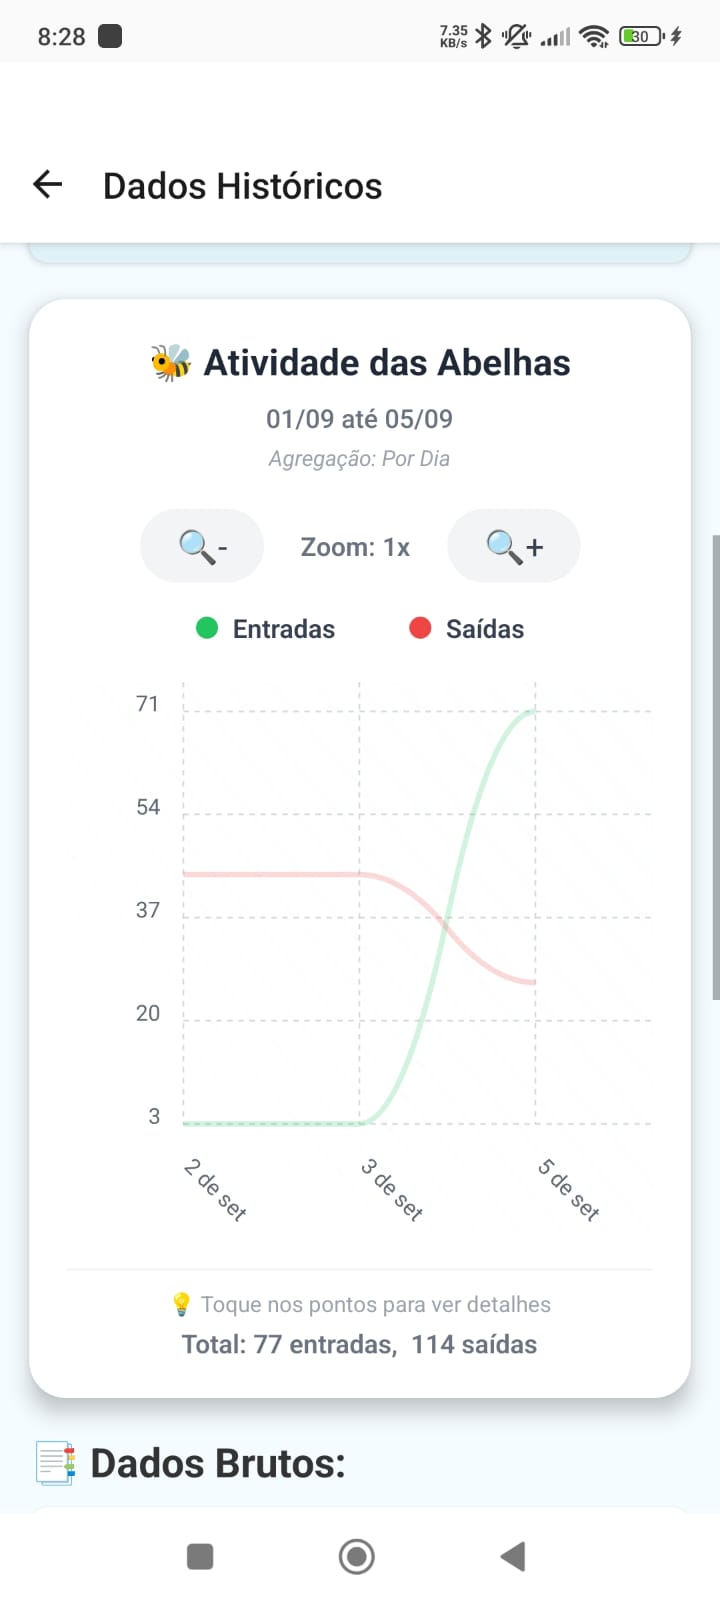 8:28
7.35
KB/s
30
Dados Históricos
Atividade das Abelhas
01/09 até 05/09
Agregação: Por Dia
-
Zoom: 1x
+
Entradas
Saídas
71
54
37
20
3
2 de set
3 de set
5 de set
Toque nos pontos para ver detalhes
Total: 77 entradas, 114 saídas
Dados Brutos: